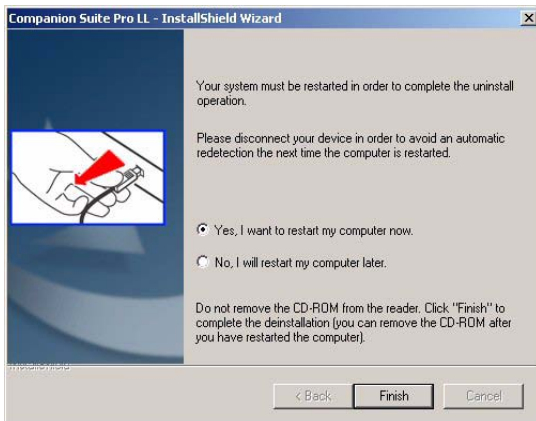 Companion Suite Pro LL - InstallShield Wizard
Your system must be restarted in order to complete the uninstall
operation.
Please disconnect your device in order to avoid an automatic
redetection the next time the computer is restarted.
Yes, I want to restart my computer now.
No, I will restart my computer later.
Do not remove the CD-ROM from the reader. Click "Finish" to
complete the deinstallation (you can remove the CD-ROM after
you have restarted the computer).
InstallShield
< Back
Finish
Cancel